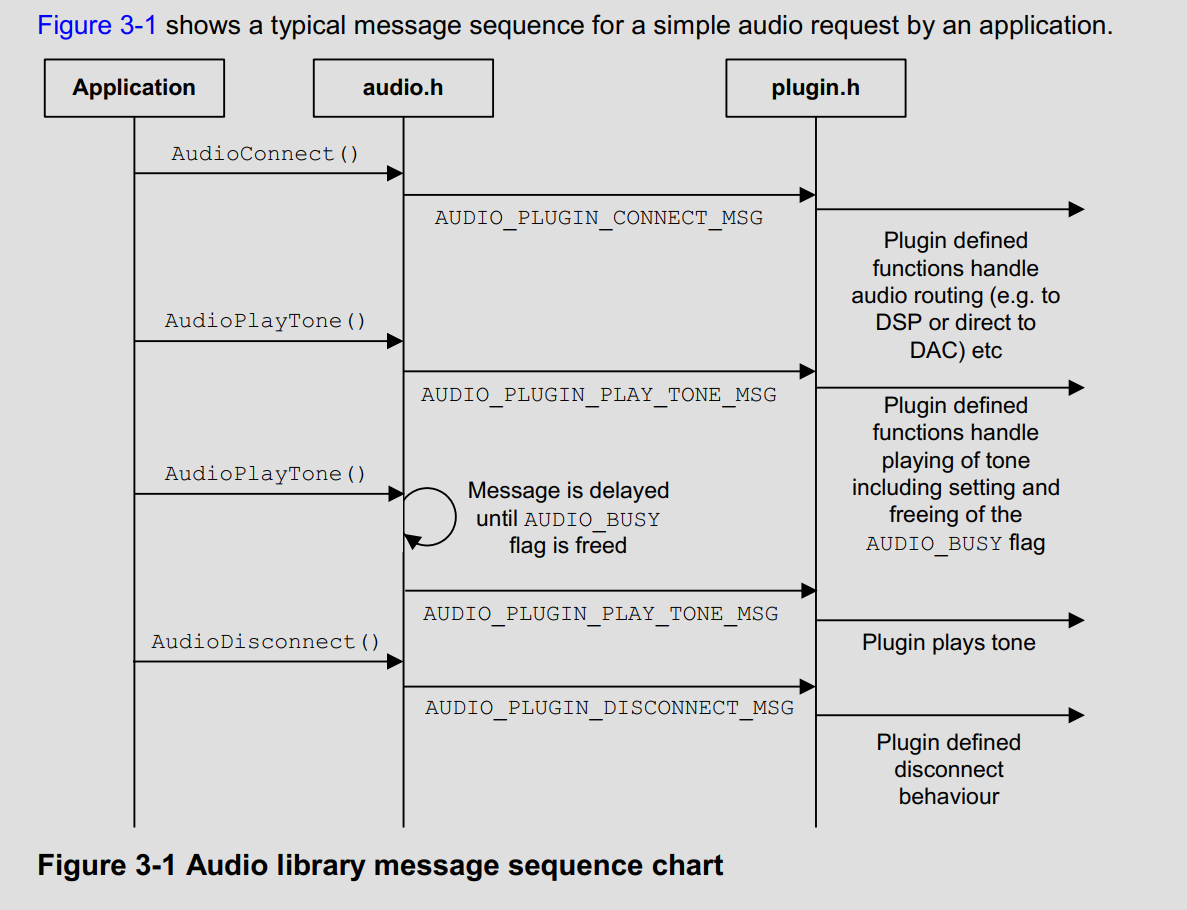 Figure 3-1 shows a typical message sequence for a simple audio request by an application.
Application
audio.h
plugin.h
AudioConnect()
AUDIO_PLUGIN_CONNECT_MSG
Plugin defined
functions handle
audio routing (e.g. to
DSP or direct to
DAC) etc
AudioPlayTone()
AUDIO_PLUGIN_PLAY_TONE_MSG
Plugin defined
functions handle
playing of tone
including setting and
freeing of the
AUDIO_BUSY flag
AudioPlayTone()
Message is delayed
until AUDIO_BUSY
flag is freed
AUDIO_PLUGIN_PLAY_TONE_MSG
Plugin plays tone
AudioDisconnect()
AUDIO_PLUGIN_DISCONNECT_MSG
Plugin defined
disconnect
behaviour
Figure 3-1 Audio library message sequence chart